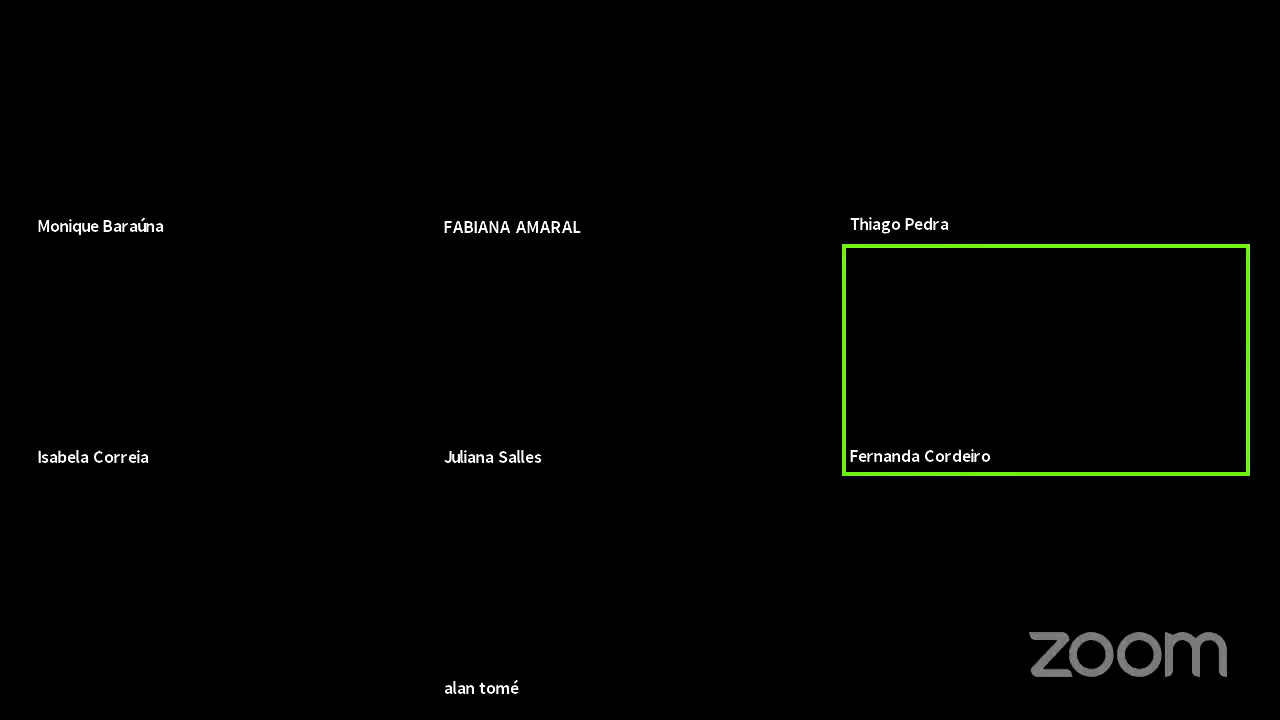 Monique Baraúna
FABIANA AMARAL
Thiago Pedra
Isabela Correia
Juliana Salles
Fernanda Cordeiro
alan tomé
zoom